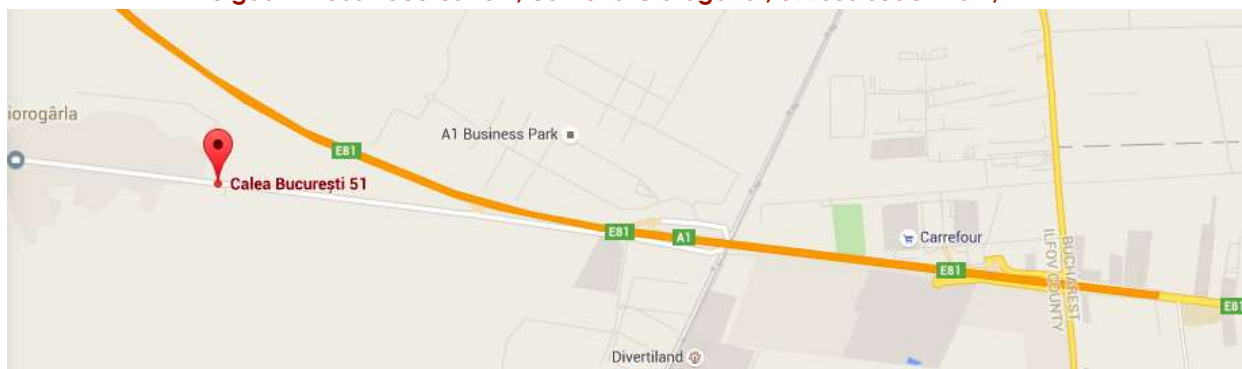 iorogârla
E81
A1 Business Park
Calea București 51
E81
A1
Carrefour
E81
BUCHAREST
ILFOV COUNTY
E81
Divertiland